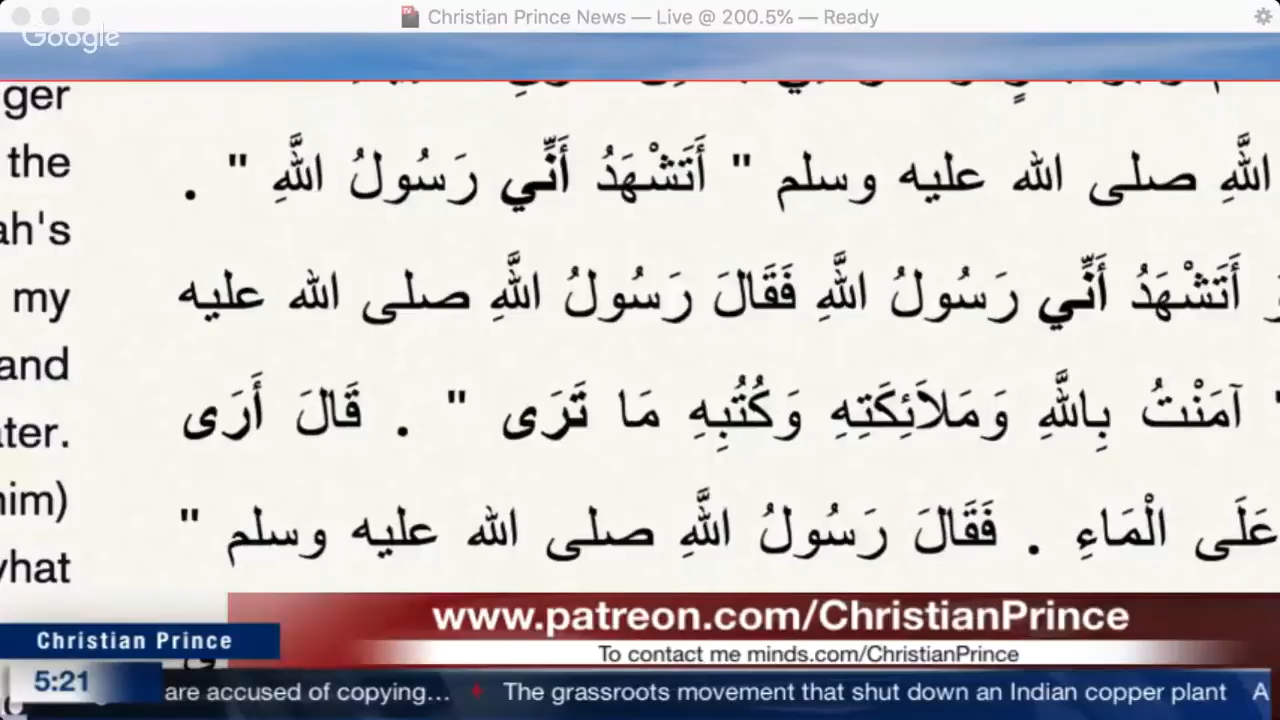 Christian Prince News — Live @ 200.5% — Ready
Google
ger
the
ah's
my
and
ater.
him)
what
اللَّهِ صلى الله عليه وسلم " أَتَشْهَدُ أَنِّي رَسُولُ اللَّهِ " .
أَتَشْهَدُ أَنِّي رَسُولُ اللَّهِ فَقَالَ رَسُولُ اللَّهِ صلى الله عليه
" آمَنْتُ بِاللَّهِ وَمَلاَئِكَتِهِ وَكُتُبِهِ مَا تَرَى " . قَالَ أَرَى
عَلَى الْمَاءِ . فَقَالَ رَسُولُ اللَّهِ صلى الله عليه وسلم "
www.patreon.com/ChristianPrince
Christian Prince
To contact me minds.com/ChristianPrince
5:21
are accused of copying... The grassroots movement that shut down an Indian copper plant A